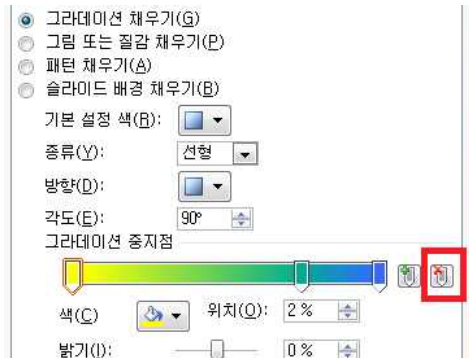 그라데이션 채우기(G)
그림 또는 질감 채우기(P)
패턴 채우기(A)
슬라이드 배경 채우기(B)
기본 설정 색(R):
종류(Y): 선형
방향(D):
각도(E): 90°
그라데이션 중지점
색(C) 위치(O): 2 %
밝기(I): 0 %